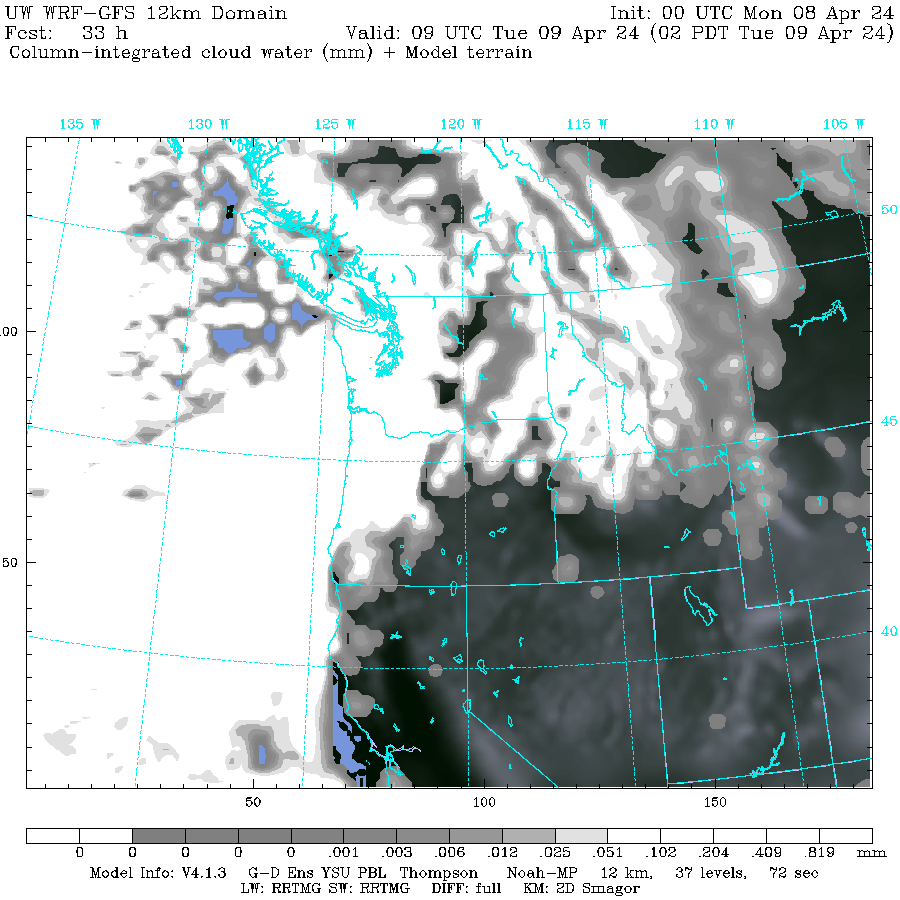 UW WRF-GFS 12km Domain Init: 00 UTC Mon 08 Apr 24
Fcst: 33 h Valid: 09 UTC Tue 09 Apr 24 (02 PDT Tue 09 Apr 24)
Column-integrated cloud water (mm) + Model terrain
135 W 130 W 125 W 120 W 115 W 110 W 105 W
50
00
45
50
40
50 100 150
0 0 0 0 0 .001 .003 .006 .012 .025 .051 .102 .204 .409 .819 mm
Model Info: V4.1.3 G-D Ens YSU PBL Thompson Noah-MP 12 km, 37 levels, 72 sec
LW: RRTMG SW: RRTMG DIFF: full KM: 2D Smagor